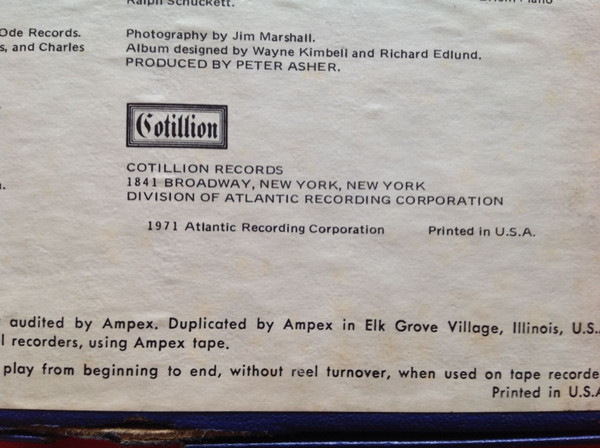 Ralph Schuckett.
Ode Records.
Photography by Jim Marshall.
s, and Charles
Album designed by Wayne Kimbell and Richard Edlund.
PRODUCED BY PETER ASHER.
Cotillion
COTILLION RECORDS
1841 BROADWAY, NEW YORK, NEW YORK
DIVISION OF ATLANTIC RECORDING CORPORATION
1971 Atlantic Recording Corporation Printed in U.S.A.
audited by Ampex. Duplicated by Ampex in Elk Grove Village, Illinois, U.S.
l recorders, using Ampex tape.
play from beginning to end, without reel turnover, when used on tape recorde
Printed in U.S.A